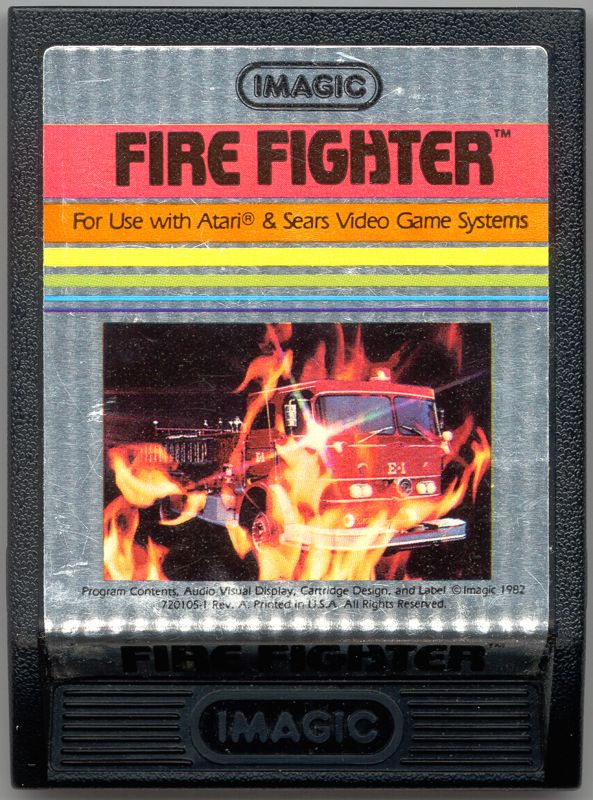 IMAGIC
FIRE FIGHTER™
For Use with Atari® & Sears Video Game Systems
E-1
E-1
Program Contents, Audio Visual Display, Cartridge Design, and Label © Imagic 1982
720105-1 Rev. A. Printed in U.S.A. All Rights Reserved.
FIRE FIGHTER™
IMAGIC